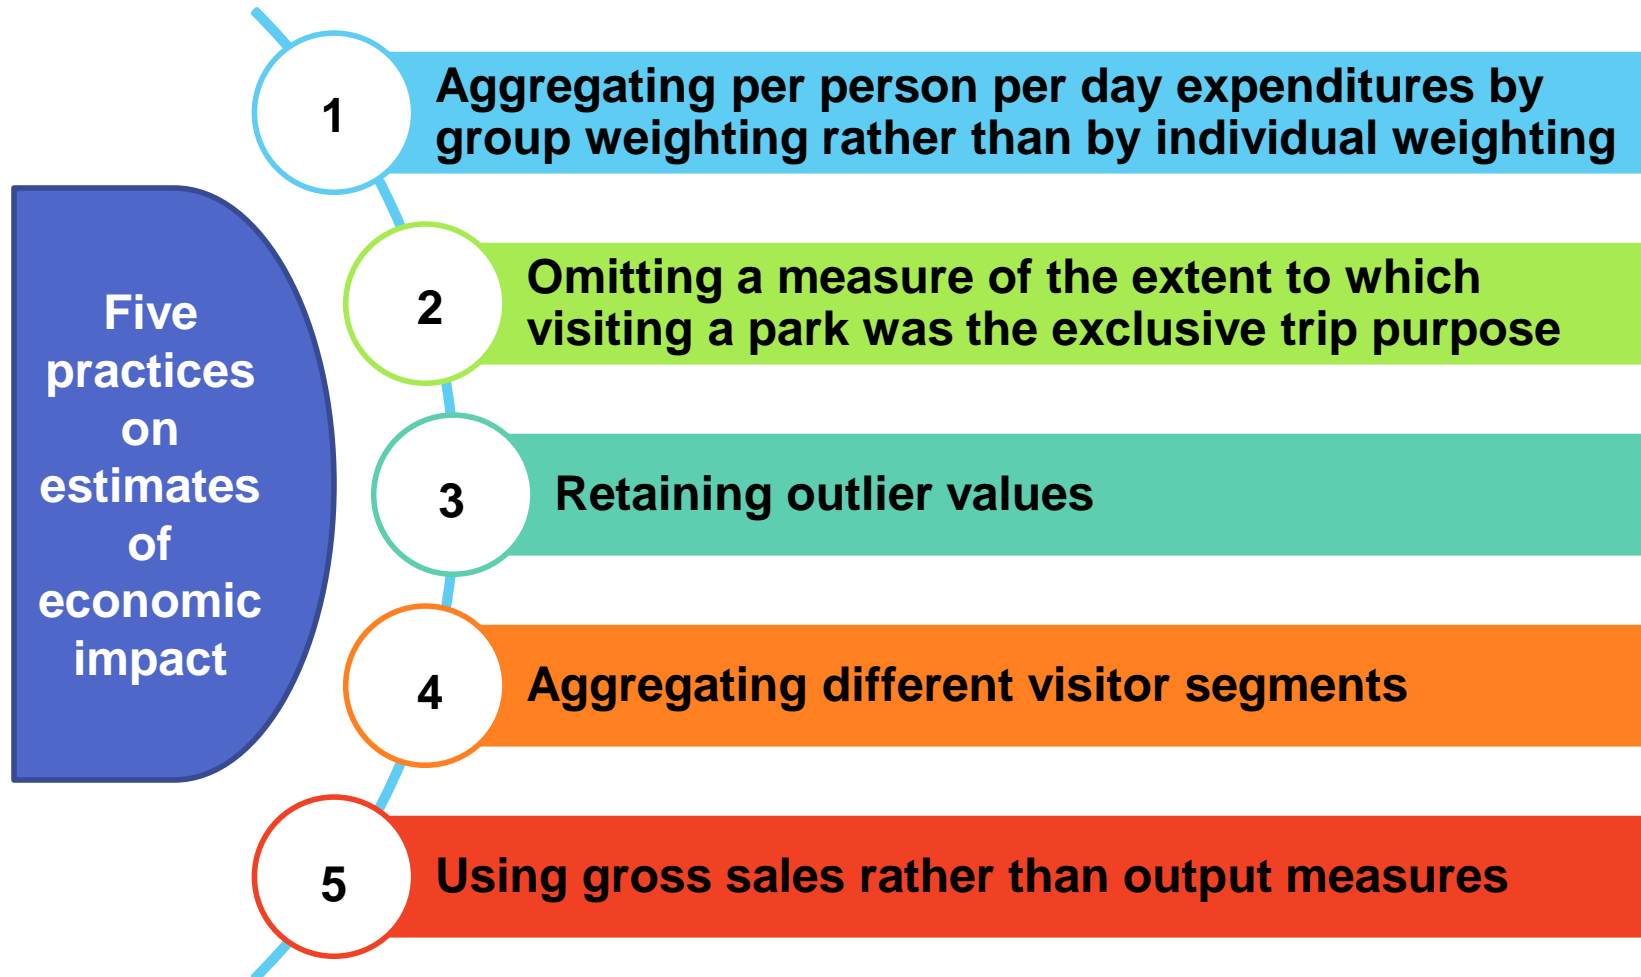 Five
practices
on
estimates
of
economic
impact
1
Aggregating per person per day expenditures by
group weighting rather than by individual weighting
2
Omitting a measure of the extent to which
visiting a park was the exclusive trip purpose
3
Retaining outlier values
4
Aggregating different visitor segments
5
Using gross sales rather than output measures